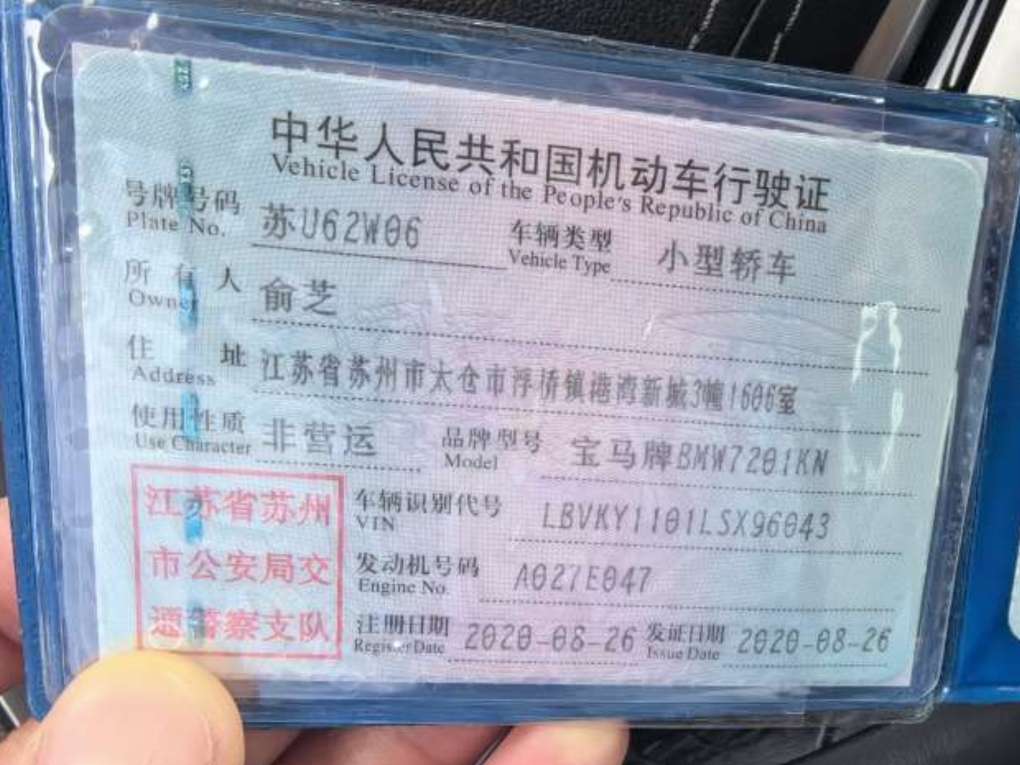 中华人民共和国机动车行驶证
Vehicle License of the People's Republic of China
号牌号码 苏U62W06 车辆类型 小型轿车
Plate No. Vehicle Type
所有人 俞芝
Owner
住址 江苏省苏州市太仓市浮桥镇港湾新城3幢1606室
Address
使用性质 非营运 品牌型号 宝马牌BMW7201KN
Use Character Model
江苏省苏州
市公安局交
通警察支队
车辆识别代号 LBVKY1101LSX96043
VIN
发动机号码 A027E047
Engine No.
注册日期 2020-08-26 发证日期 2020-08-26
Register Date Issue Date